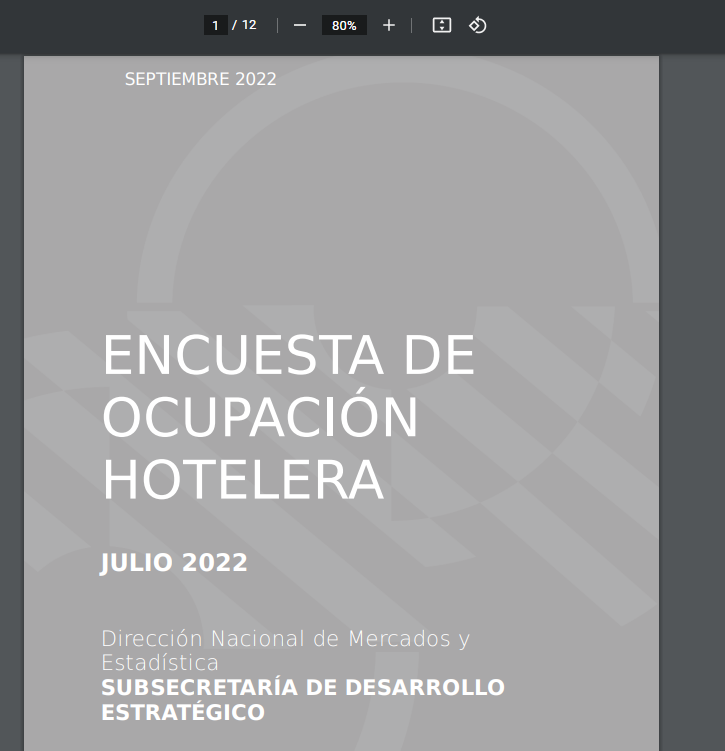 1 / 12 80%
SEPTIEMBRE 2022
ENCUESTA DE
OCUPACIÓN
HOTELERA
JULIO 2022
Dirección Nacional de Mercados y
Estadística
SUBSECRETARÍA DE DESARROLLO
ESTRATÉGICO